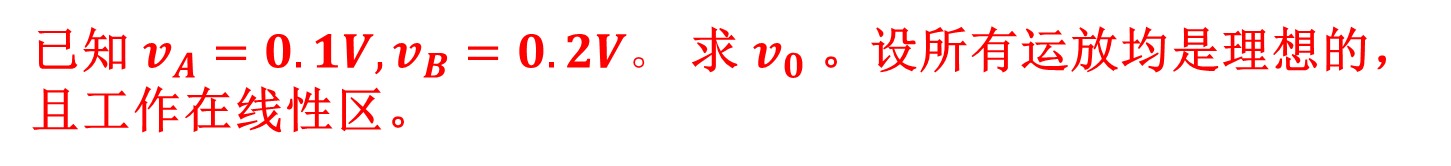 已知 v_A = 0.1V, v_B = 0.2V。 求 v_0 。设所有运放均是理想的，
且工作在线性区。